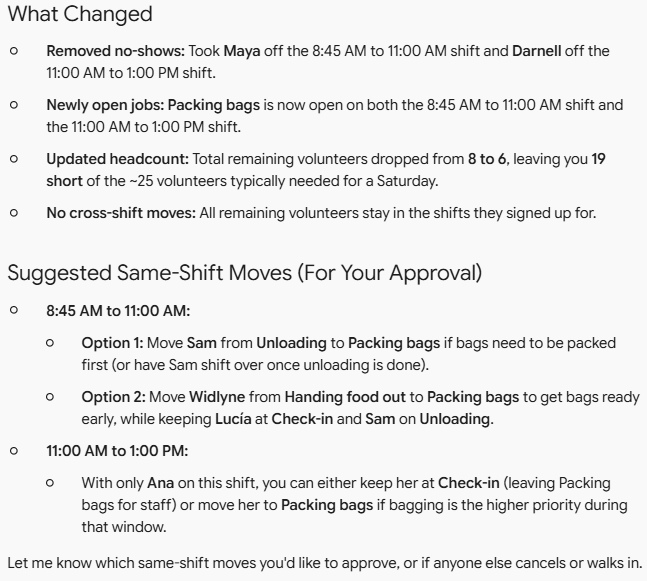 What Changed
Removed no-shows: Took Maya off the 8:45 AM to 11:00 AM shift and Darnell off the
11:00 AM to 1:00 PM shift.
Newly open jobs: Packing bags is now open on both the 8:45 AM to 11:00 AM shift and
the 11:00 AM to 1:00 PM shift.
Updated headcount: Total remaining volunteers dropped from 8 to 6, leaving you 19
short of the ~25 volunteers typically needed for a Saturday.
No cross-shift moves: All remaining volunteers stay in the shifts they signed up for.
Suggested Same-Shift Moves (For Your Approval)
8:45 AM to 11:00 AM:
Option 1: Move Sam from Unloading to Packing bags if bags need to be packed
first (or have Sam shift over once unloading is done).
Option 2: Move Widlyne from Handing food out to Packing bags to get bags ready
early, while keeping Lucía at Check-in and Sam on Unloading.
11:00 AM to 1:00 PM:
With only Ana on this shift, you can either keep her at Check-in (leaving Packing
bags for staff) or move her to Packing bags if bagging is the higher priority during
that window.
Let me know which same-shift moves you'd like to approve, or if anyone else cancels or walks in.